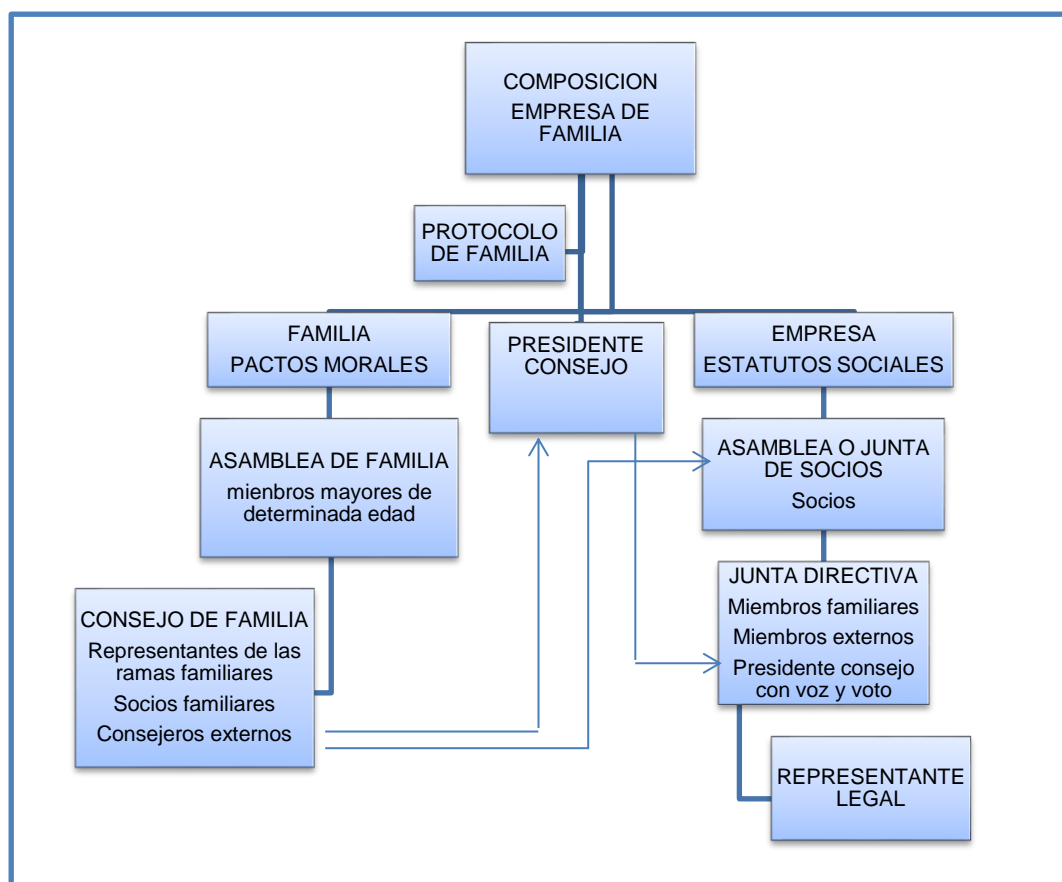 COMPOSICION
EMPRESA DE
FAMILIA
PROTOCOLO
DE FAMILIA
FAMILIA
PACTOS MORALES
PRESIDENTE
CONSEJO
EMPRESA
ESTATUTOS SOCIALES
ASAMBLEA DE FAMILIA
mienbros mayores de
determinada edad
ASAMBLEA O JUNTA
DE SOCIOS
Socios
CONSEJO DE FAMILIA
Representantes de las
ramas familiares
Socios familiares
Consejeros externos
JUNTA DIRECTIVA
Miembros familiares
Miembros externos
Presidente consejo
con voz y voto
REPRESENTANTE
LEGAL